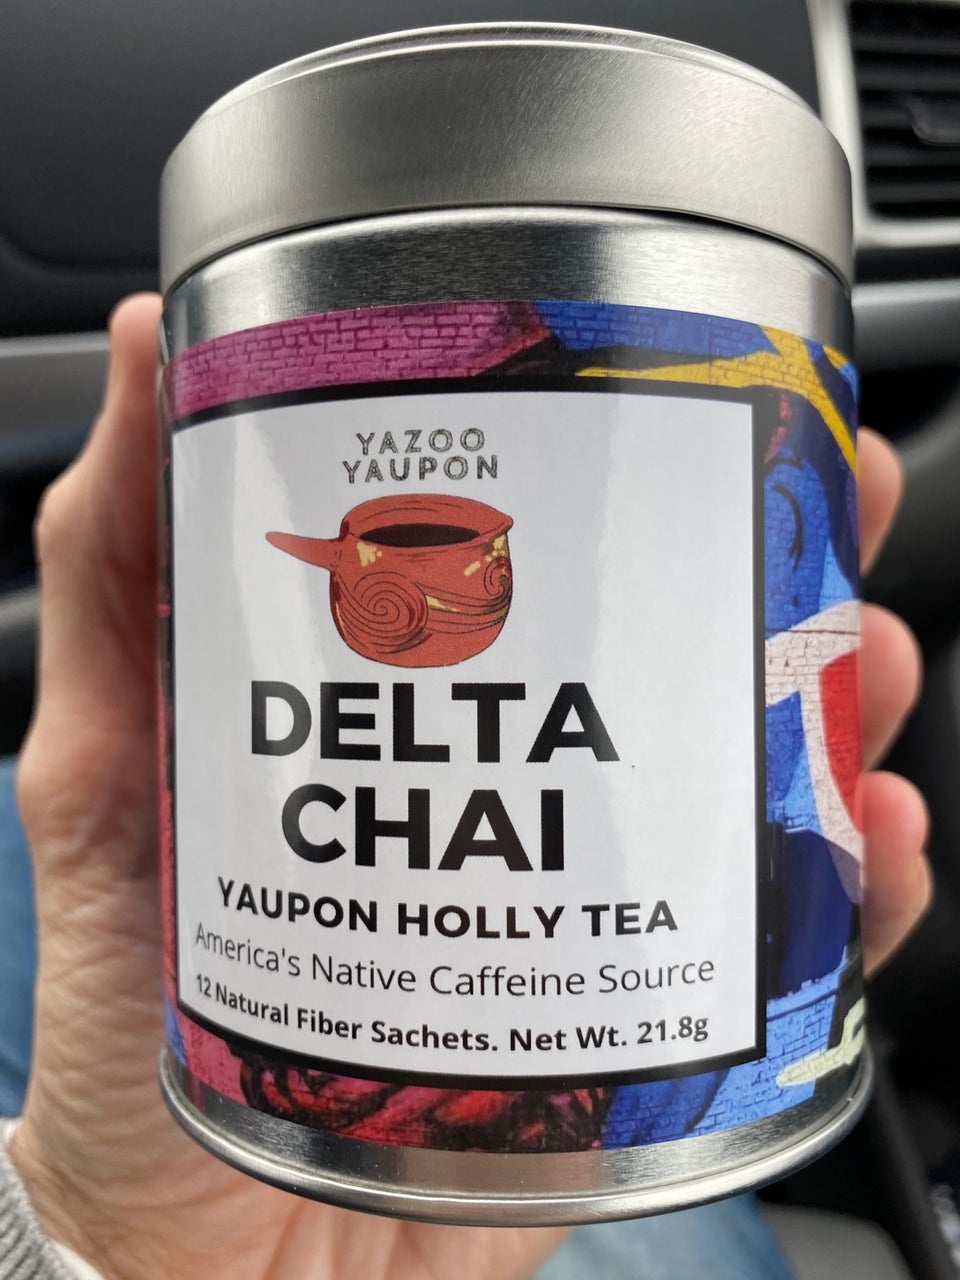 YAZOO
YAUPON
DELTA
CHAI
YAUPON HOLLY TEA
America's Native Caffeine Source
12 Natural Fiber Sachets. Net Wt. 21.8g